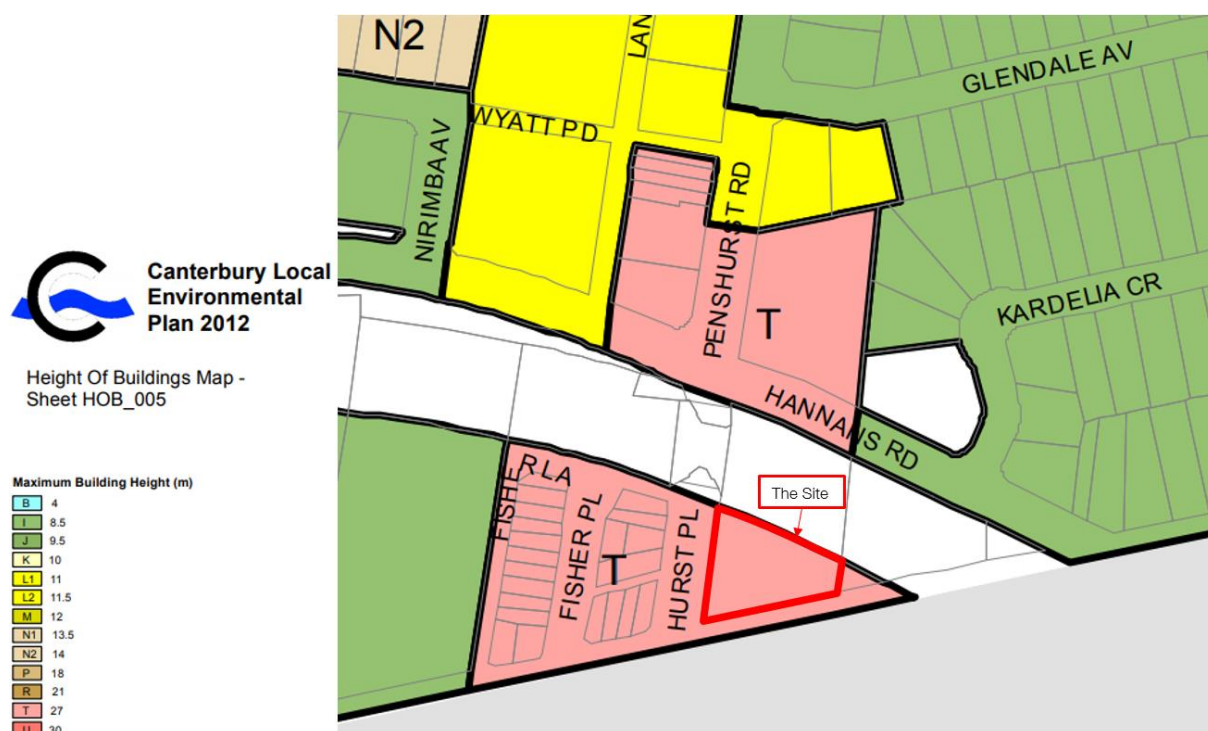 Canterbury Local
Environmental
Plan 2012
Height Of Buildings Map -
Sheet HOB_005
Maximum Building Height (m)
B 4
I 8.5
J 9.5
K 10
L1 11
L2 11.5
M 12
N1 13.5
N2 14
P 18
R 21
T 27
U 30
N2
LAN
GLENDALE AV
WYATT PD
NIRIMBA AV
PENSHURST RD
KARDELIA CR
T
HANNANS RD
FISHER LA
The Site
FISHER PL
T
HURST PL